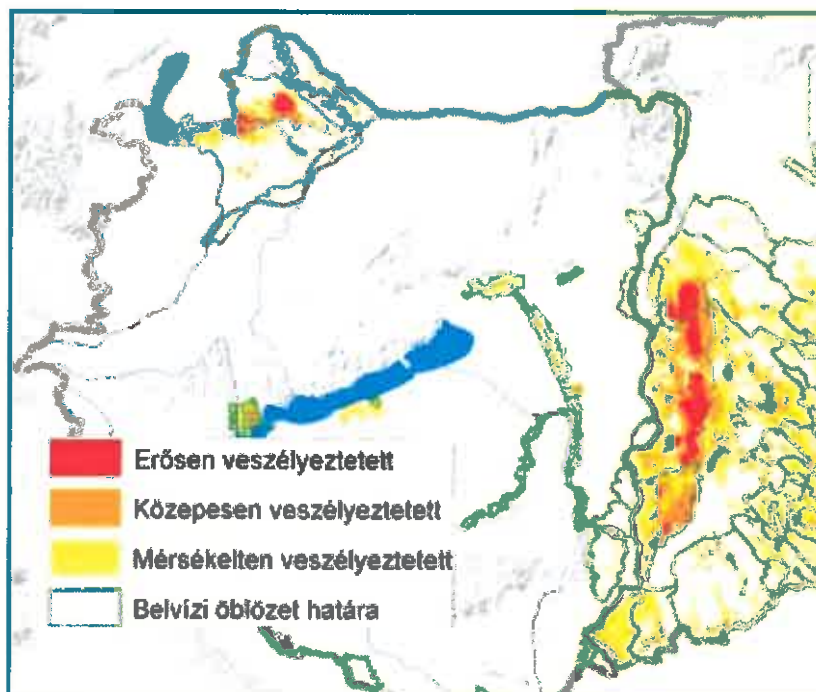 Erősen veszélyeztetett
Közepesen veszélyeztetett
Mérsékelten veszélyeztetett
Belvízi öblözet határa